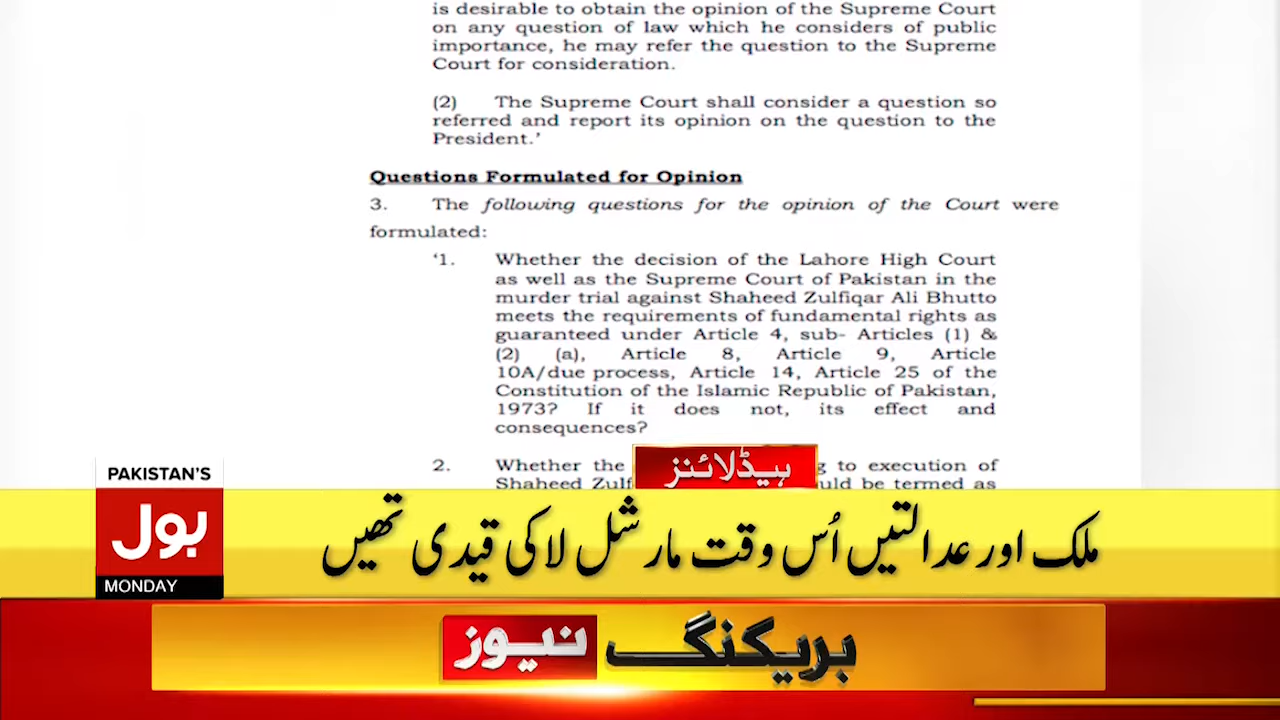 is desirable to obtain the opinion of the Supreme Court
on any question of law which he considers of public
importance, he may refer the question to the Supreme
Court for consideration.
(2) The Supreme Court shall consider a question so
referred and report its opinion on the question to the
President.’
Questions Formulated for Opinion
3. The following questions for the opinion of the Court were
formulated:
‘1. Whether the decision of the Lahore High Court
as well as the Supreme Court of Pakistan in the
murder trial against Shaheed Zulfiqar Ali Bhutto
meets the requirements of fundamental rights as
guaranteed under Article 4, sub- Articles (1) &
(2) (a), Article 8, Article 9, Article
10A/due process, Article 14, Article 25 of the
Constitution of the Islamic Republic of Pakistan,
1973? If it does not, its effect and
consequences?
2. Whether the to execution of
Shaheed be termed as
ہیڈلائنز
PAKISTAN'S
بول
MONDAY
ملک اور عدالتیں اُس وقت مارشل لا کی قیدی تھیں
بریکنگ نیوز